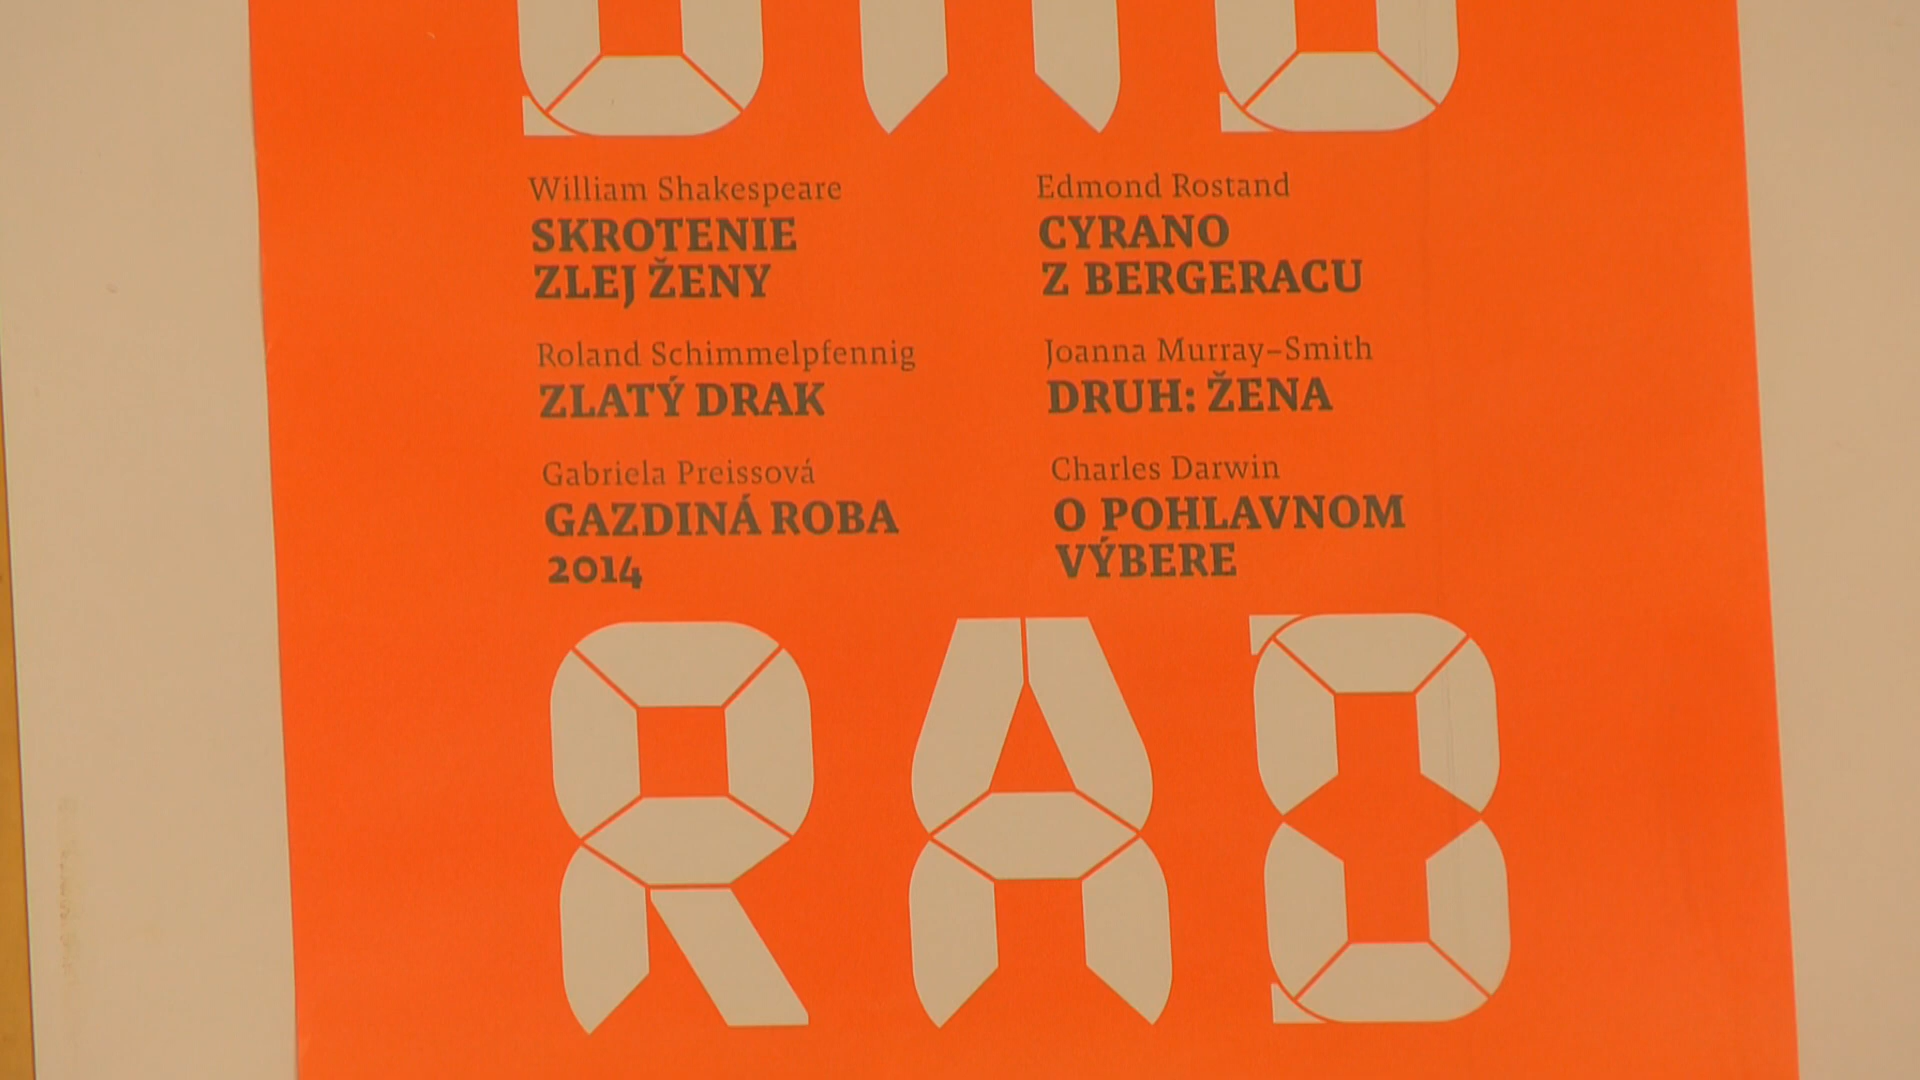 William Shakespeare
SKROTENIE
ZLEJ ŽENY
Roland Schimmelpfennig
ZLATÝ DRAK
Gabriela Preissová
GAZDINÁ ROBA
2014
Edmond Rostand
CYRANO
Z BERGERACU
Joanna Murray–Smith
DRUH: ŽENA
Charles Darwin
O POHLAVNOM
VÝBERE
RAD